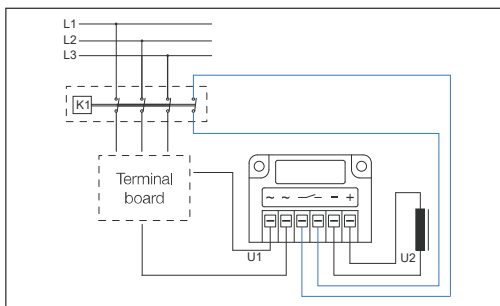 L1
L2
L3
K1
Terminal
board
~ ~ − +
U1
U2